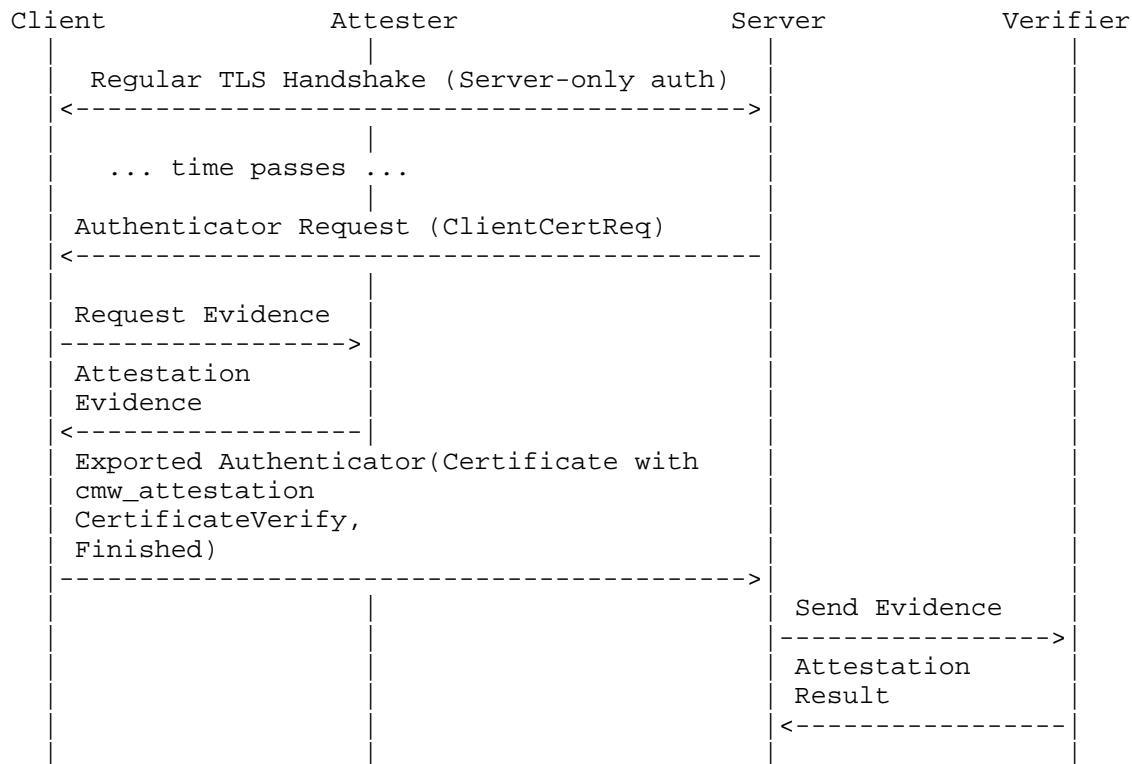 Client Attester Server Verifier
Regular TLS Handshake (Server-only auth)
... time passes ...
Authenticator Request (ClientCertReq)
Request Evidence
Attestation
Evidence
Exported Authenticator(Certificate with
cmw_attestation
CertificateVerify,
Finished)
Send Evidence
Attestation
Result